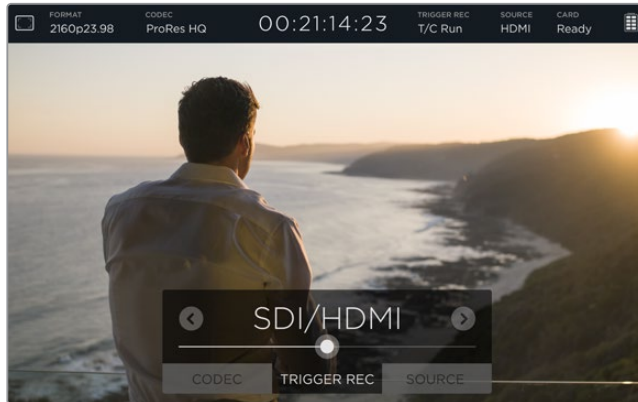 FORMAT
2160p23.98
CODEC
ProRes HQ
00:21:14:23
TRIGGER REC
T/C Run
SOURCE
HDMI
CARD
Ready
SDI/HDMI
CODEC
TRIGGER REC
SOURCE